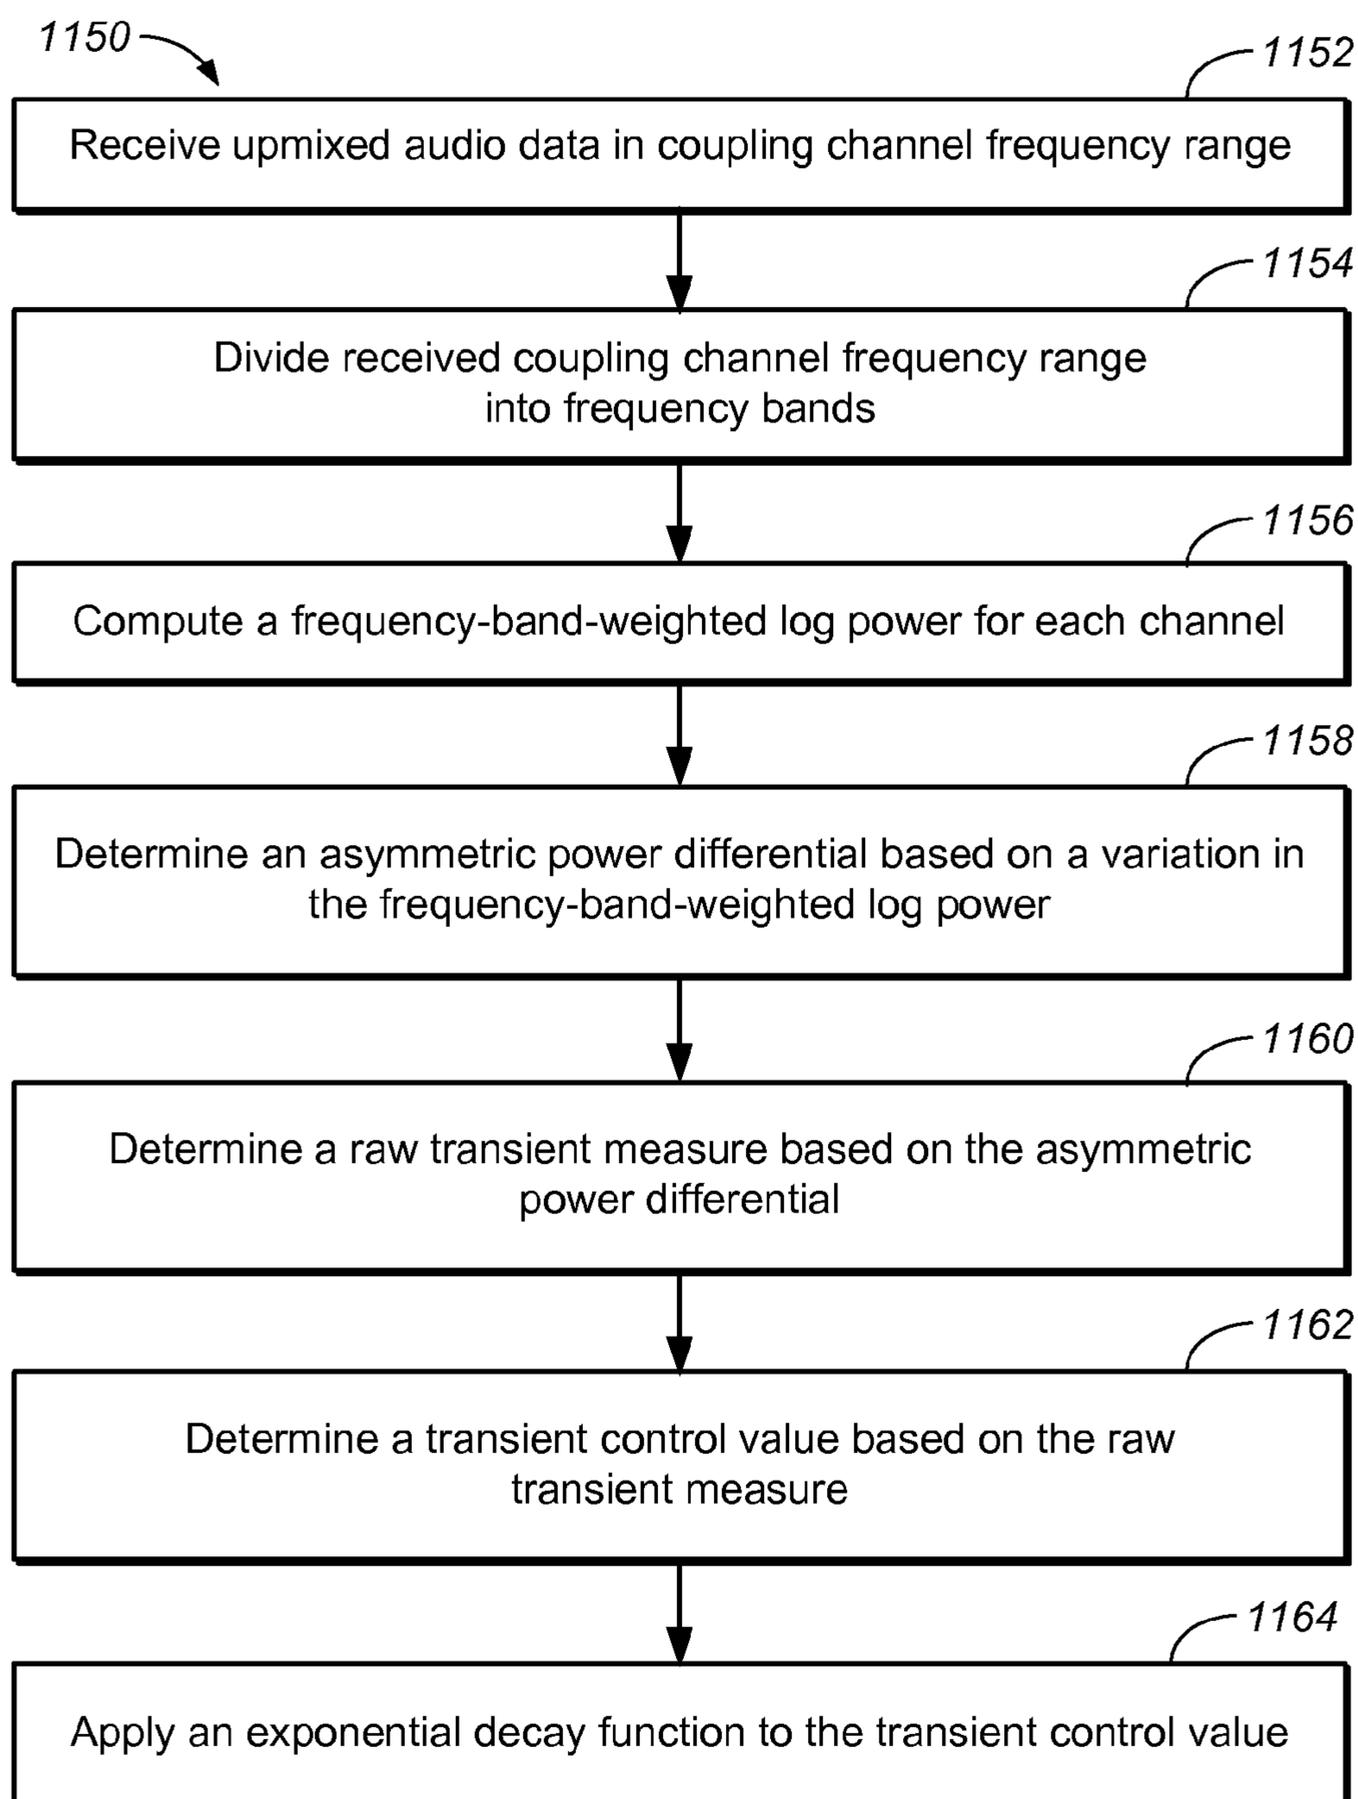 1150
1152
Receive upmixed audio data in coupling channel frequency range
1154
Divide received coupling channel frequency range
into frequency bands
1156
Compute a frequency-band-weighted log power for each channel
1158
Determine an asymmetric power differential based on a variation in
the frequency-band-weighted log power
1160
Determine a raw transient measure based on the asymmetric
power differential
1162
Determine a transient control value based on the raw
transient measure
1164
Apply an exponential decay function to the transient control value